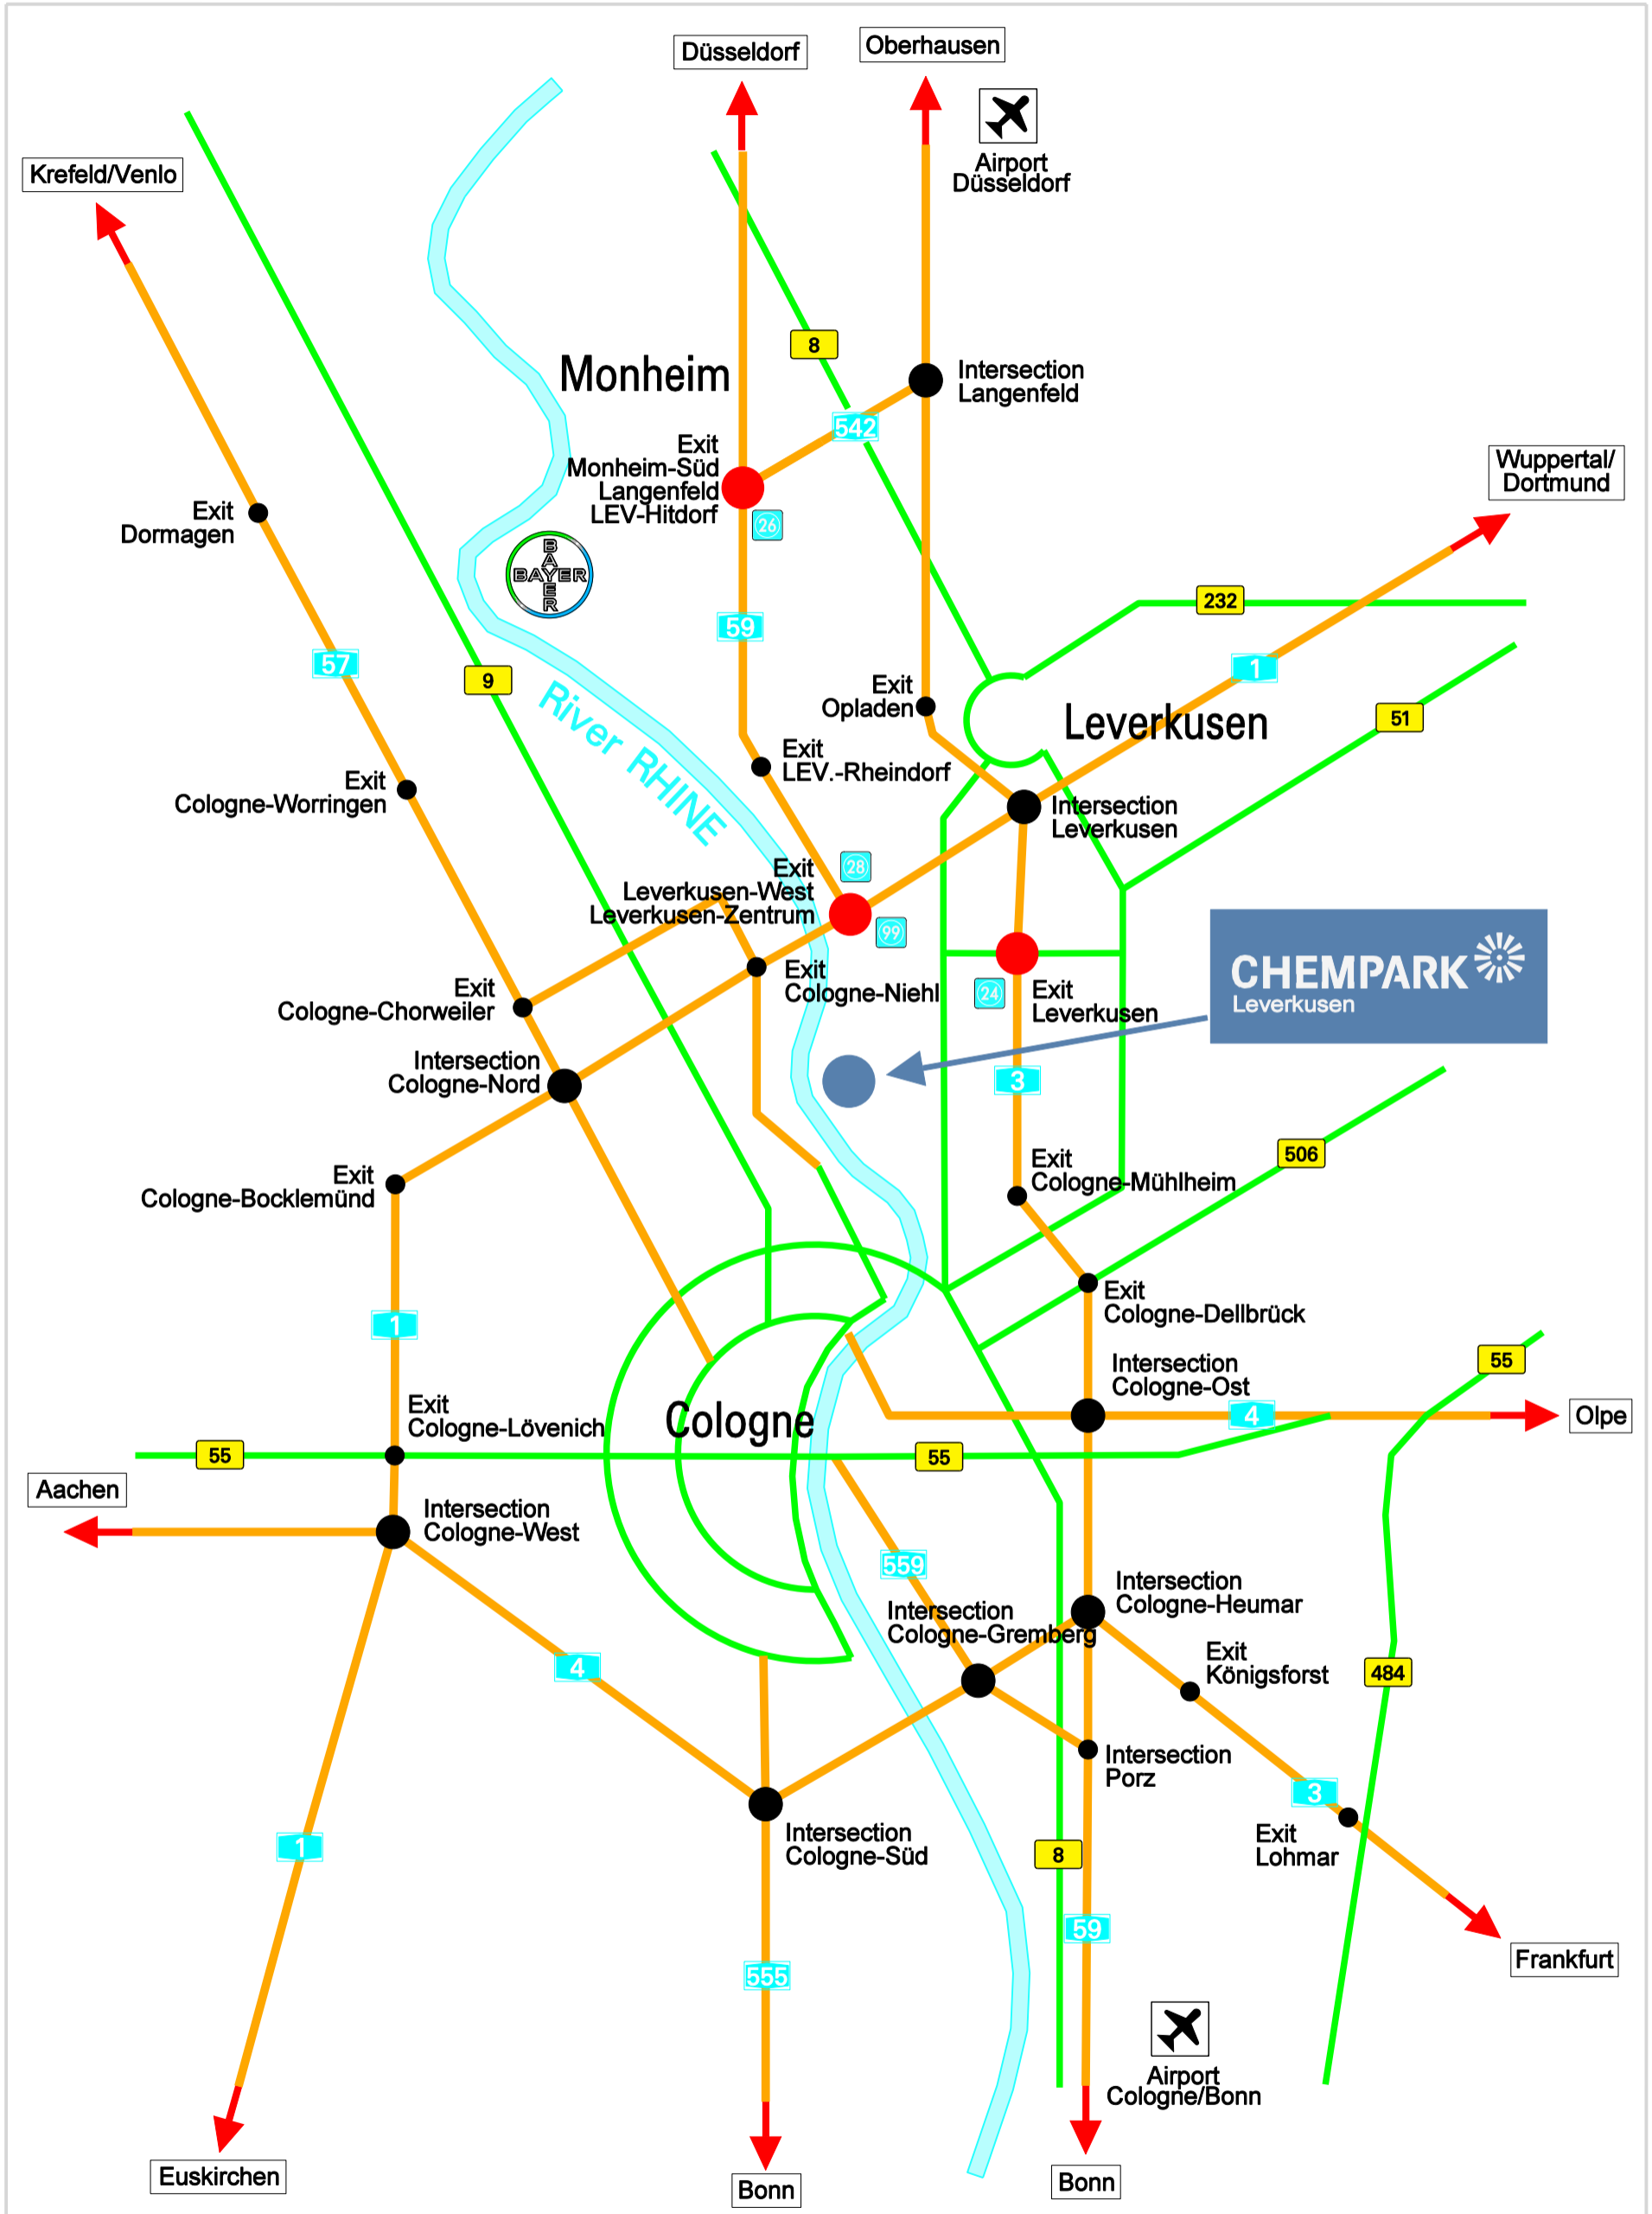 Düsseldorf
Oberhausen
Airport
Düsseldorf
Krefeld/Venlo
8
Monheim
Intersection
Langenfeld
542
Exit
Monheim-Süd
Langenfeld
LEV-Hitdorf
26
Wuppertal/
Dortmund
Exit
Dormagen
BAYER
BAYER
232
59
57
9
1
River RHINE
Exit
Opladen
Leverkusen
51
Exit
LEV.-Rheindorf
Exit
Cologne-Worringen
Intersection
Leverkusen
28
Exit
Leverkusen-West
Leverkusen-Zentrum
99
CHEMPARK
Leverkusen
Exit
Cologne-Niehl
24
Exit
Leverkusen
Exit
Cologne-Chorweiler
Intersection
Cologne-Nord
3
506
Exit
Cologne-Mühlheim
Exit
Cologne-Bocklemünd
Exit
Cologne-Dellbrück
1
Intersection
Cologne-Ost
55
4
Olpe
Exit
Cologne-Lövenich
Cologne
55
55
Aachen
Intersection
Cologne-West
559
Intersection
Cologne-Heumar
Intersection
Cologne-Gremberg
Exit
Königsforst
4
484
Intersection
Porz
3
Intersection
Cologne-Süd
Exit
Lohmar
1
8
59
Frankfurt
555
Airport
Cologne/Bonn
Euskirchen
Bonn
Bonn